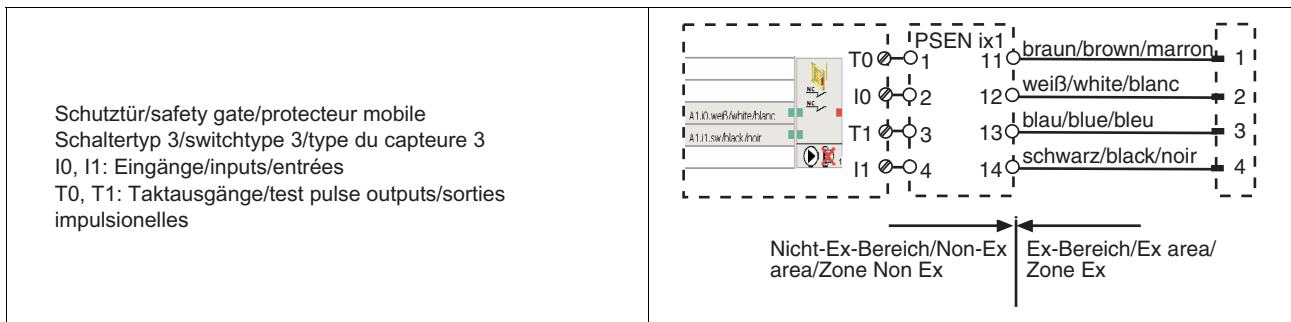 Schutztür/safety gate/protecteur mobile
Schaltertyp 3/switchtype 3/type du capteure 3
I0, I1: Eingänge/inputs/entrées
T0, T1: Taktausgänge/test pulse outputs/sorties
impulsionelles
PSEN ix1
T0 1 11 braun/brown/marron 1
NC
I0 2 12 weiß/white/blanc 2
A1.i0.weiß/white/blanc
T1 3 13 blau/blue/bleu 3
A1.i1.sw/black/noir
I1 4 14 schwarz/black/noir 4
1
Nicht-Ex-Bereich/Non-Ex
area/Zone Non Ex
Ex-Bereich/Ex area/
Zone Ex